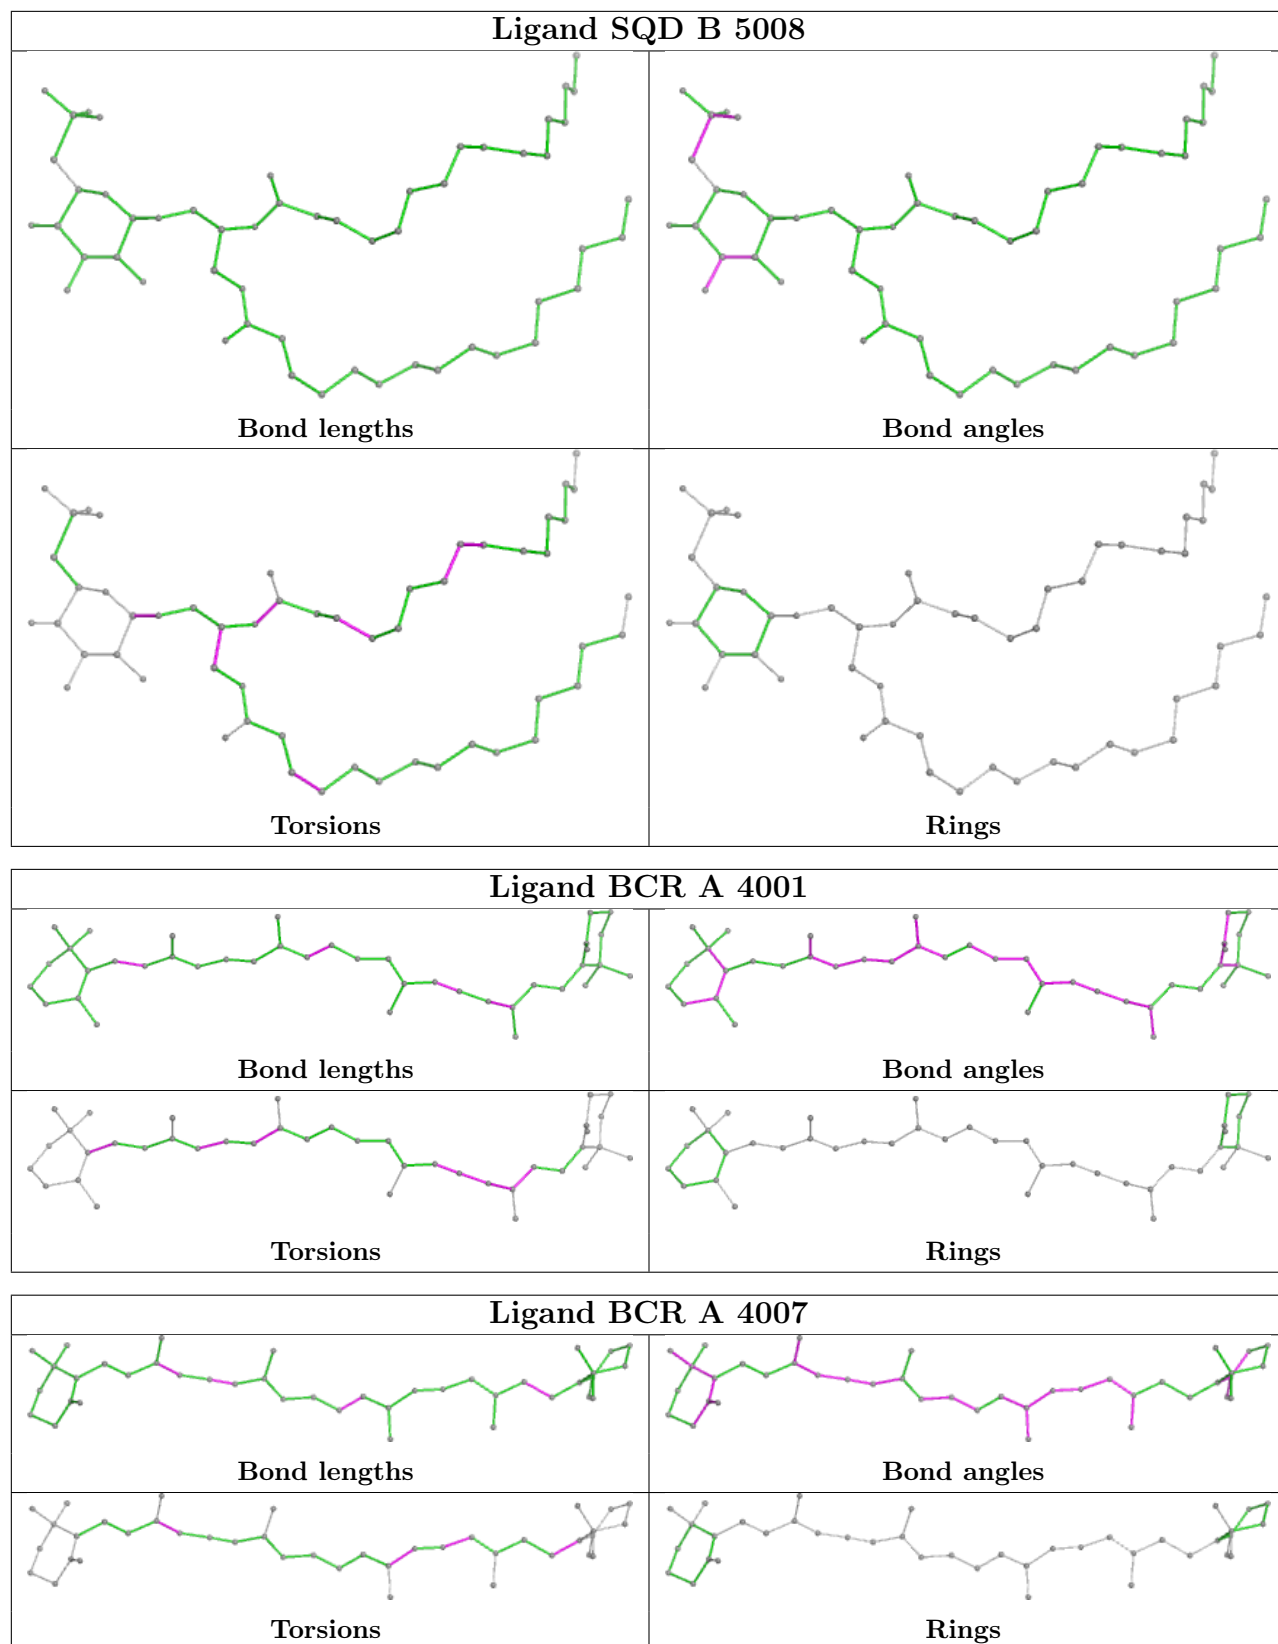 Ligand SQD B 5008
Bond lengths
Bond angles
Torsions
Rings
Ligand BCR A 4001
Bond lengths
Bond angles
Torsions
Rings
Ligand BCR A 4007
Bond lengths
Bond angles
Torsions
Rings